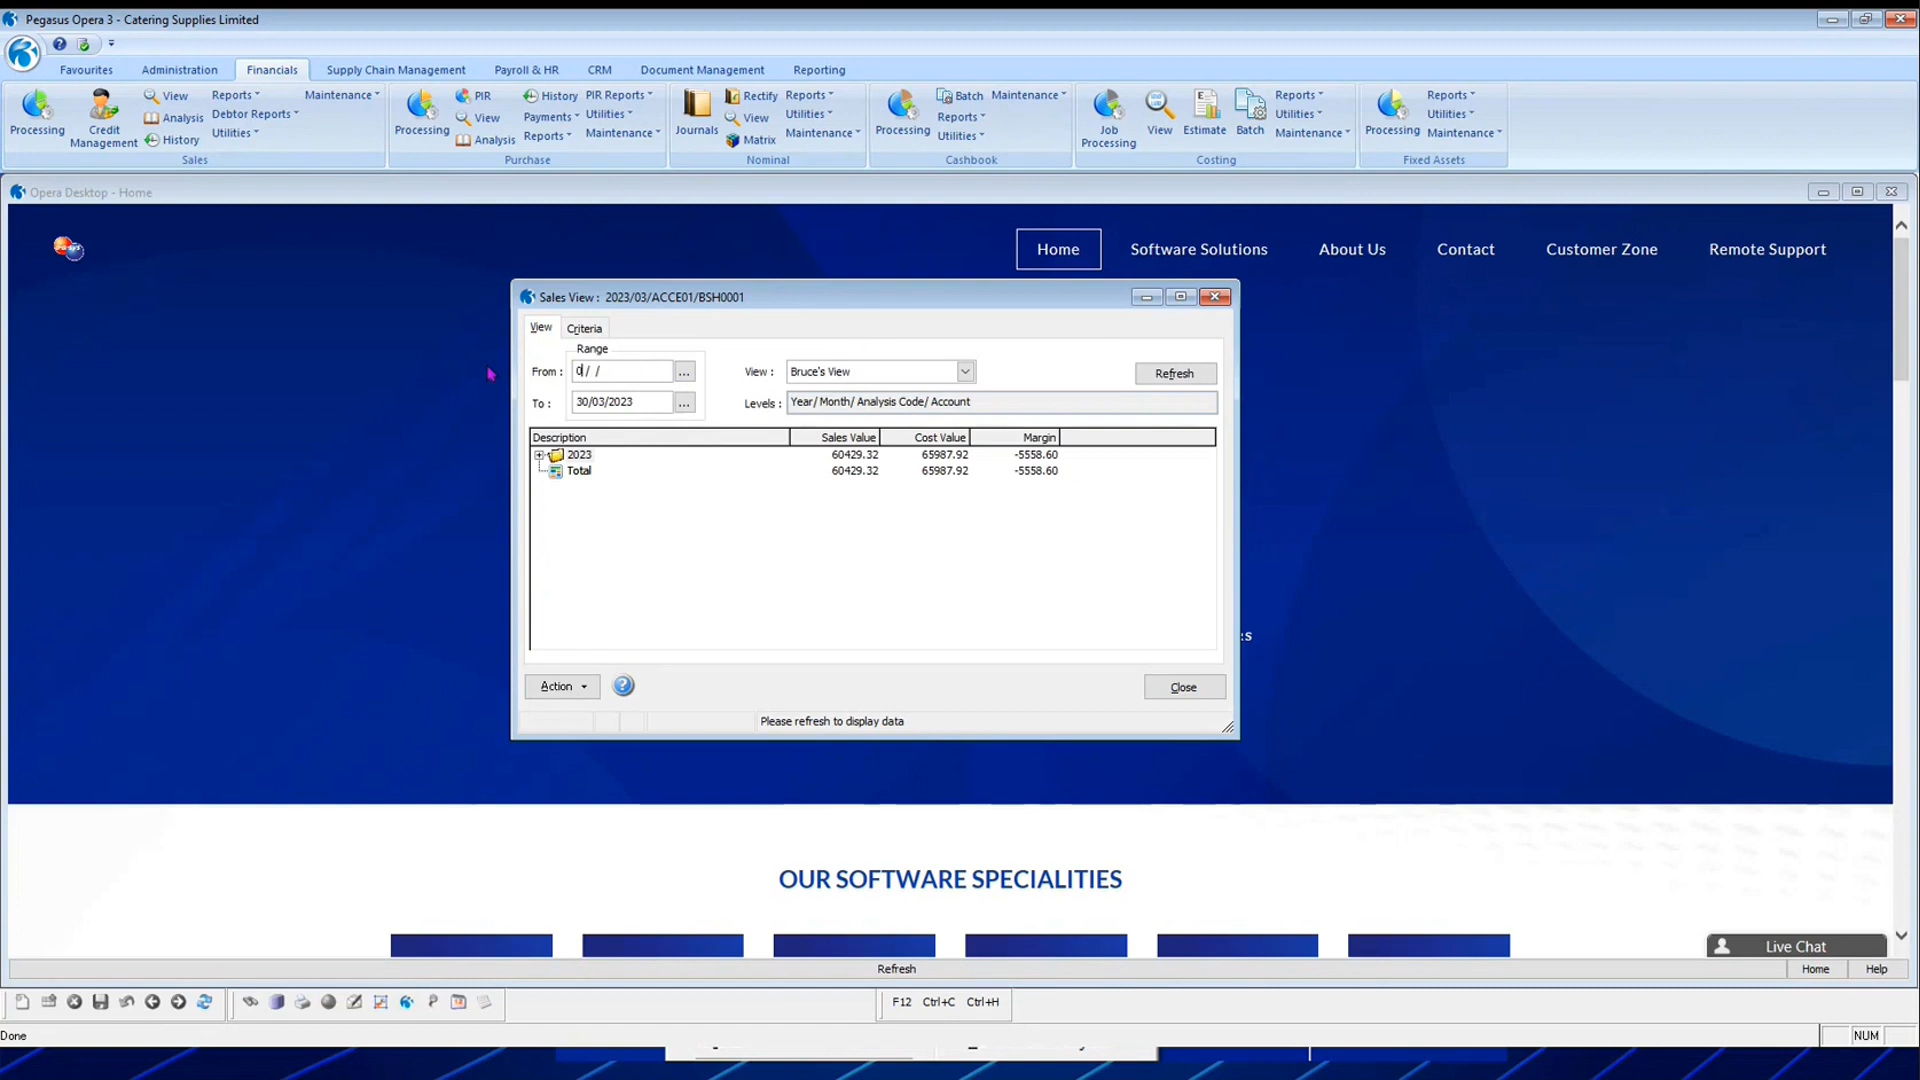 Pegasus Opera 3 - Catering Supplies Limited
Favourites Administration Financials Supply Chain Management Payroll & HR CRM Document Management Reporting
Processing Credit Management View Analysis History Reports Debtor Reports Utilities Maintenance
Sales
Processing PIR View Analysis History Payments Reports PIR Reports Utilities Maintenance
Purchase
Journals Rectify View Matrix Reports Utilities Maintenance
Nominal
Processing Batch Reports Utilities Maintenance
Cashbook
Job Processing View Estimate Batch Reports Utilities Maintenance
Costing
Processing Reports Utilities Maintenance
Fixed Assets
Opera Desktop - Home
Home Software Solutions About Us Contact Customer Zone Remote Support
Sales View : 2023/03/ACCE01/BSH0001
View Criteria
Range
From : 0 / / ... View : Bruce's View Refresh
To : 30/03/2023 ... Levels : Year/ Month/ Analysis Code/ Account
Description Sales Value Cost Value Margin
2023 60429.32 65987.92 -5558.60
Total 60429.32 65987.92 -5558.60
Action Close
Please refresh to display data
OUR SOFTWARE SPECIALITIES
Live Chat
Refresh Home Help
F12 Ctrl+C Ctrl+H
Done NUM